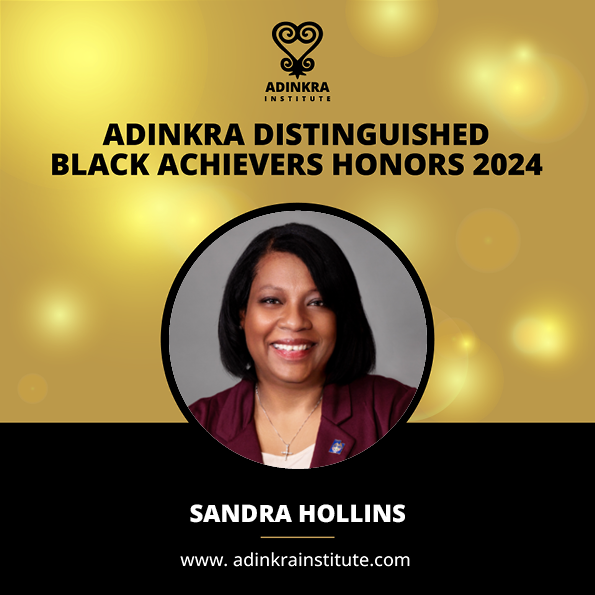 ADINKRA
INSTITUTE
ADINKRA DISTINGUISHED
BLACK ACHIEVERS HONORS 2024
SANDRA HOLLINS
www. adinkrainstitute.com